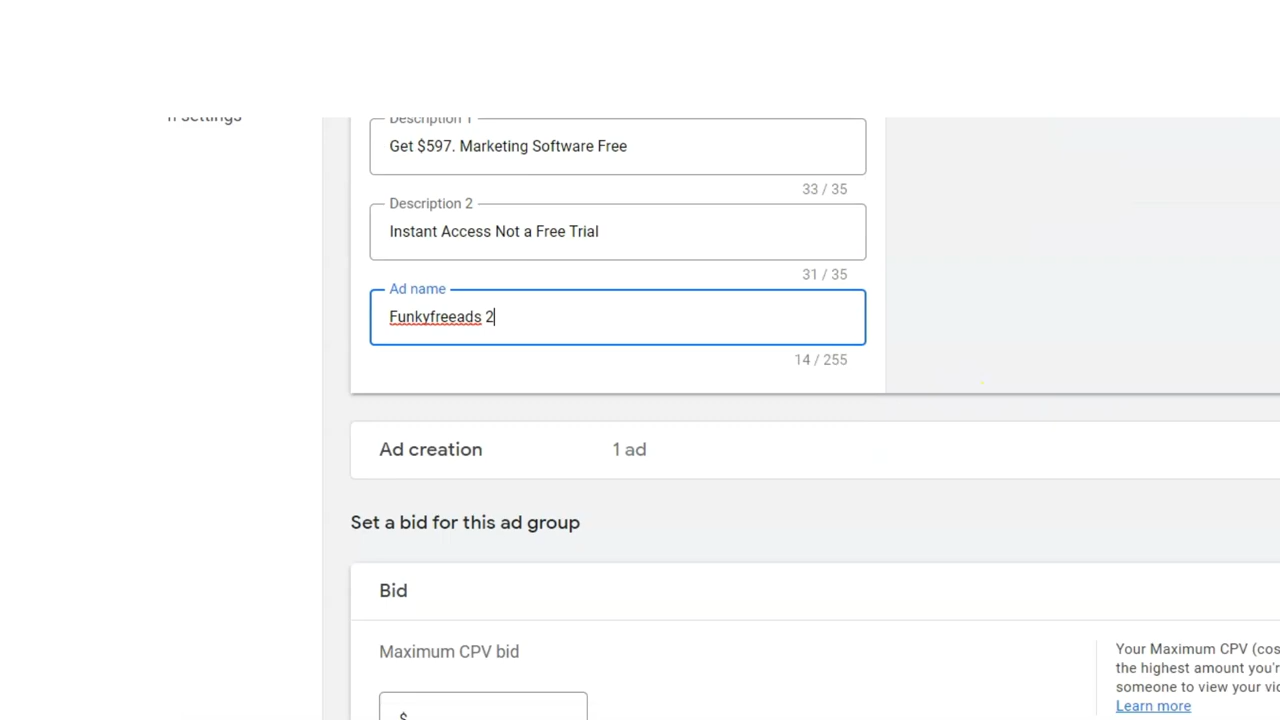 n Settings
Description 1
Get $597. Marketing Software Free
33 / 35
Description 2
Instant Access Not a Free Trial
31 / 35
Ad name
Funkyfreeads 2
14 / 255
Ad creation 1 ad
Set a bid for this ad group
Bid
Maximum CPV bid
Your Maximum CPV (cos
the highest amount you'r
someone to view your vid
Learn more
$